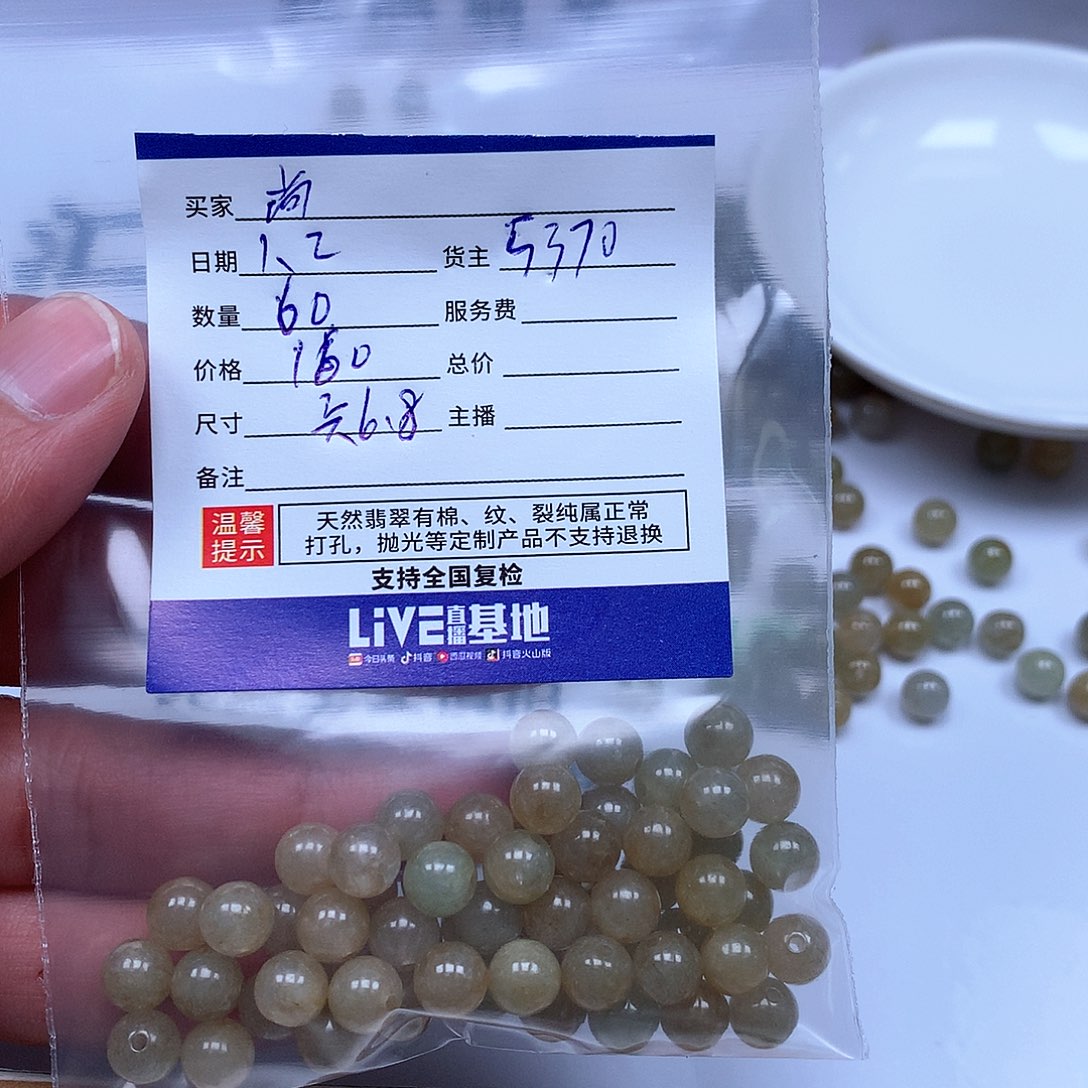 买家 尚
日期 1、2 货主 5370
数量 60 服务费
价格 180 总价
尺寸 6.8 主播
备注
温馨提示
天然翡翠有棉、纹、裂纯属正常
打孔，抛光等定制产品不支持退换
支持全国复检
LiVE直播基地
今日头条 抖音 西瓜视频 抖音火山版